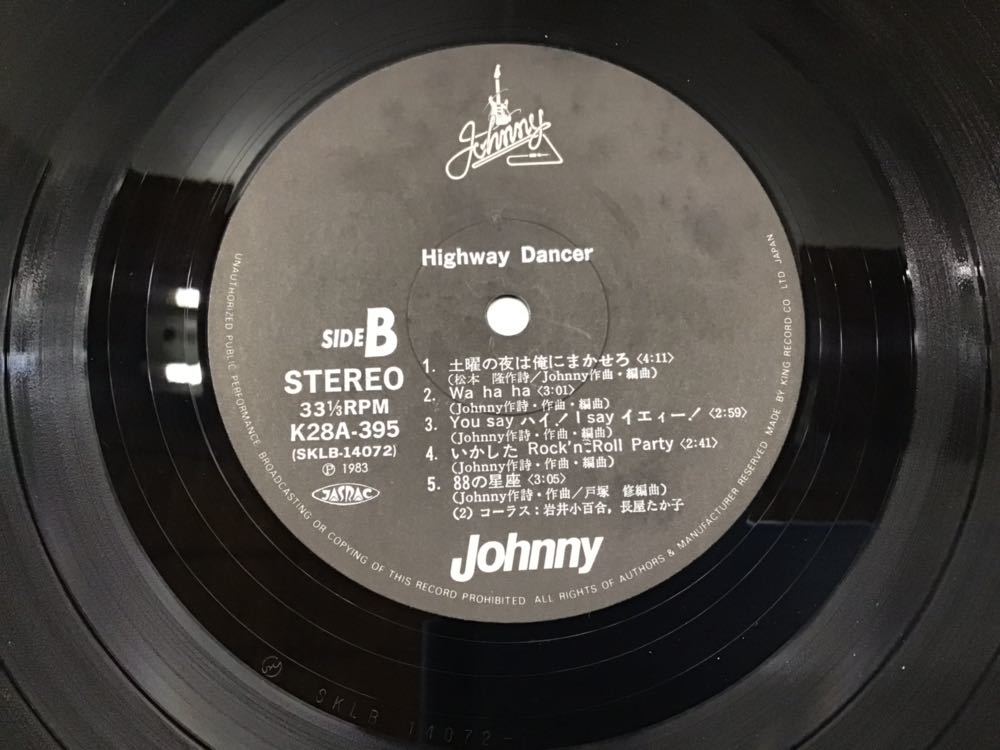 Johnny
Highway Dancer
SIDE B
STEREO
33⅓RPM
K28A-395
(SKLB-14072)
Ⓟ 1983
JASRAC
1. 土曜の夜は俺にまかせろ〈4:11〉
(松本 隆作詩／Johnny作曲・編曲)
2. Wa ha ha〈3:01〉
(Johnny作詩・作曲・編曲)
3. You say ハイ！I say イエィー！〈2:59〉
(Johnny作詩・作曲・編曲)
4. いかした Rock'n Roll Party〈2:41〉
(Johnny作詩・作曲・編曲)
5. 88の星座〈3:05〉
(Johnny作詩・作曲／戸塚 修編曲)
(2) コーラス：岩井小百合，長屋たか子
Johnny
UNAUTHORIZED PUBLIC PERFORMANCE BROADCASTING OR COPYING OF THIS RECORD PROHIBITED ALL RIGHTS OF AUTHORS & MANUFACTURER RESERVED MADE BY KING RECORD CO LTD JAPAN
SKLB 14072-